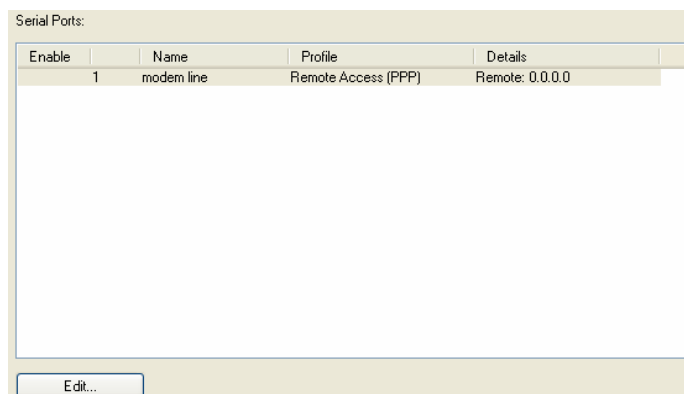 Serial Ports:
Enable Name Profile Details
1 modem line Remote Access (PPP) Remote: 0.0.0.0
Edit...